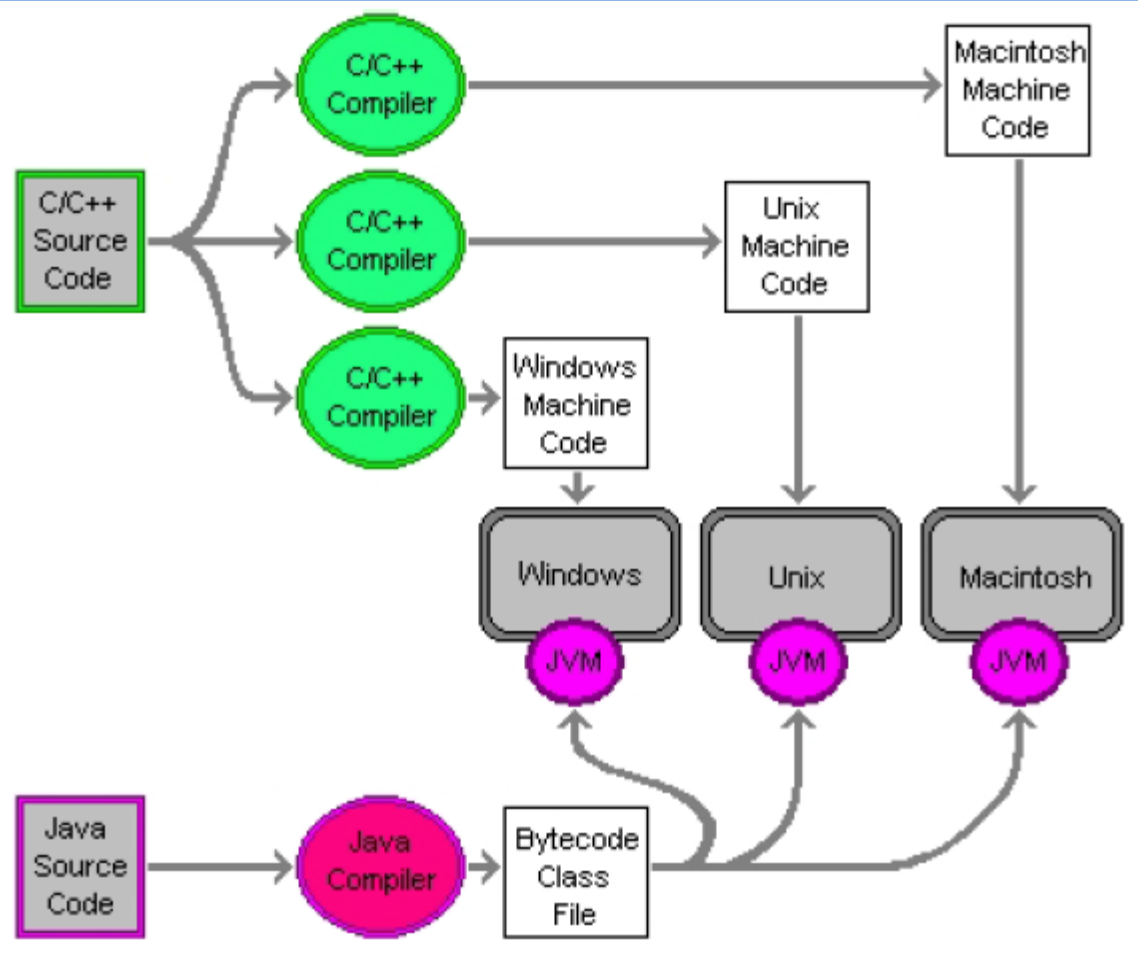 C/C++
Compiler
Macintosh
Machine
Code
C/C++
Source
Code
C/C++
Compiler
Unix
Machine
Code
C/C++
Compiler
Windows
Machine
Code
Windows
Unix
Macintosh
JVM
JVM
JVM
Java
Source
Code
Java
Compiler
Bytecode
Class
File